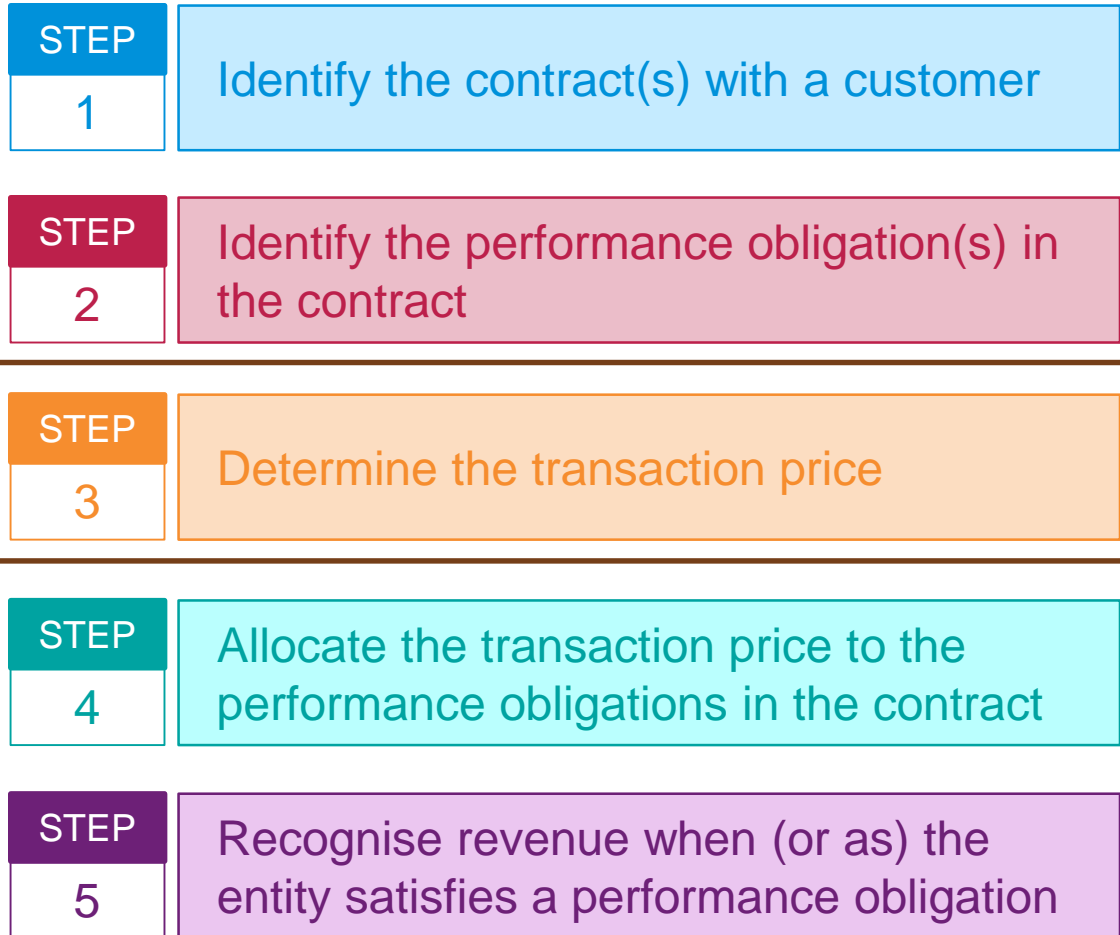 STEP
1
Identify the contract(s) with a customer
STEP
2
Identify the performance obligation(s) in
the contract
STEP
3
Determine the transaction price
STEP
4
Allocate the transaction price to the
performance obligations in the contract
STEP
5
Recognise revenue when (or as) the
entity satisfies a performance obligation